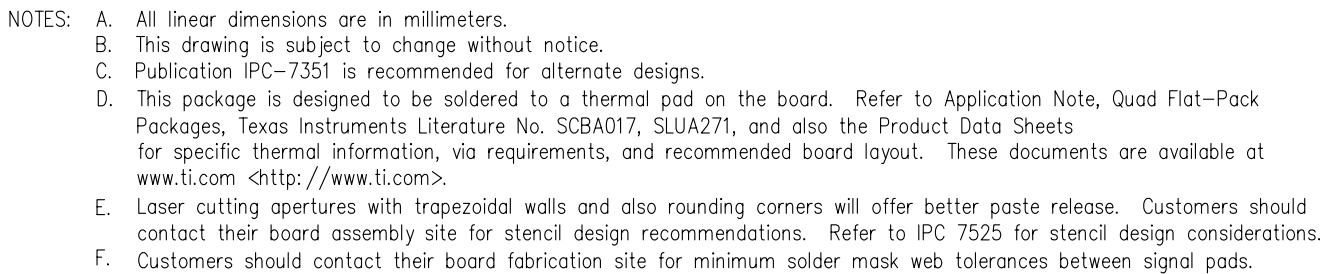 NOTES: A. All linear dimensions are in millimeters.
B. This drawing is subject to change without notice.
C. Publication IPC-7351 is recommended for alternate designs.
D. This package is designed to be soldered to a thermal pad on the board. Refer to Application Note, Quad Flat-Pack
Packages, Texas Instruments Literature No. SCBA017, SLUA271, and also the Product Data Sheets
for specific thermal information, via requirements, and recommended board layout. These documents are available at
www.ti.com <http://www.ti.com>.
E. Laser cutting apertures with trapezoidal walls and also rounding corners will offer better paste release. Customers should
contact their board assembly site for stencil design recommendations. Refer to IPC 7525 for stencil design considerations.
F. Customers should contact their board fabrication site for minimum solder mask web tolerances between signal pads.